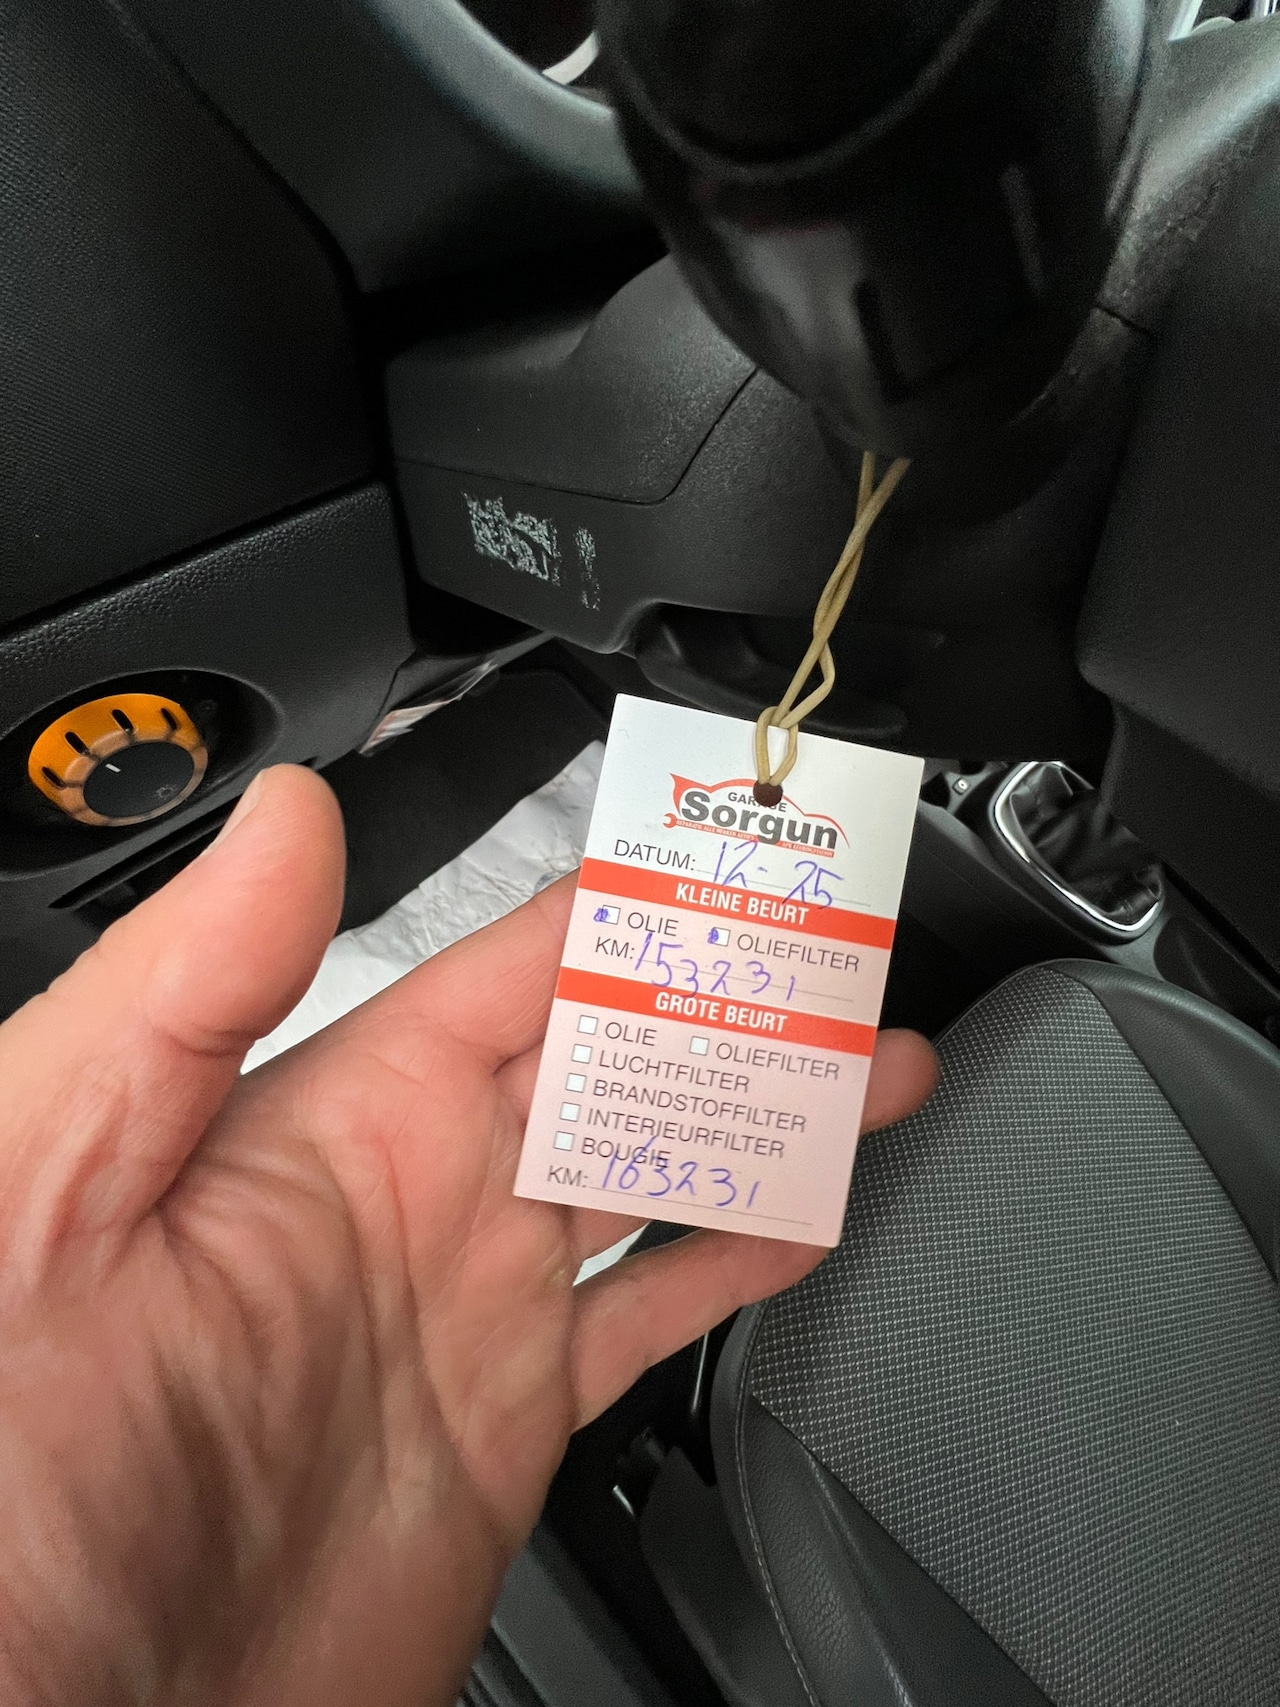 GARAGE
Sorgun
DATUM: 12-25
KLEINE BEURT
OLIE OLIEFILTER
KM: 153231
GROTE BEURT
OLIE OLIEFILTER
LUCHTFILTER
BRANDSTOFFILTER
INTERIEURFILTER
BOUGIE
KM: 163231